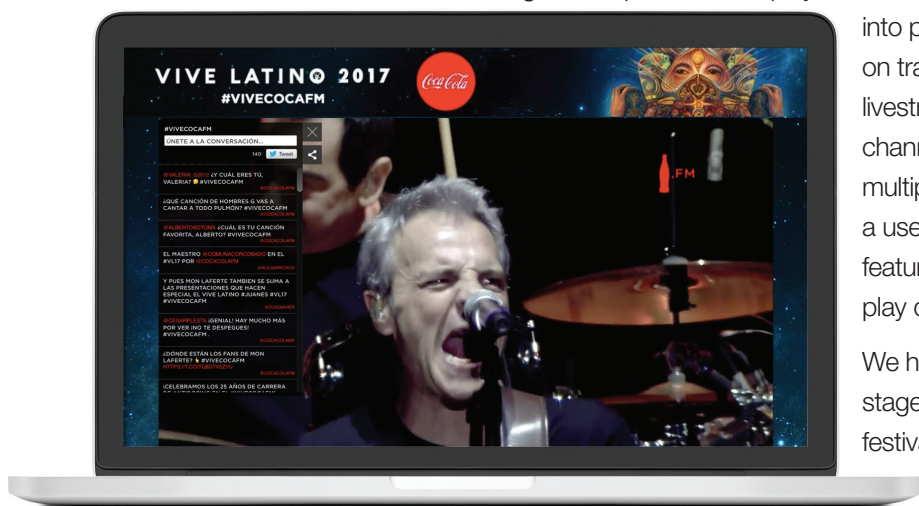 into p
on tra
livestr
chann
multip
a use
featur
play c
We h
stage
festiva
VIVE LATINO 2017
#VIVECOCAFM
Coca-Cola
#VIVECOCAFM
ÚNETE A LA CONVERSACIÓN...
140 Tweet
.FM
¿Y CUÁL ERES TÚ,
VALERIA? #VIVECOCAFM
@COCACOLAFM
¿QUÉ CANCIÓN DE HOMBRES G VAS A
CANTAR A TODO PULMÓN? #VIVECOCAFM
@COCACOLAFM
@ALBERTOSOTOMX ¿CUÁL ES TU CANCIÓN
FAVORITA, ALBERTO? #VIVECOCAFM
@COCACOLAFM
EL MAESTRO @COMUNACORCOBADO EN EL
#VL17 POR @COCACOLAFM
Y PUES MON LAFERTE TAMBIEN SE SUMA A
LAS PRESENTACIONES QUE HACEN
ESPECIAL EL VIVE LATINO #JUANES #VL17
#VIVECOCAFM
@CESARPLESTA ¡GENIAL! HAY MUCHO MÁS
POR VER ¡NO TE DESPEGUES!
#VIVECOCAFM .
@COCACOLAFM
¿DÓNDE ESTÁN LOS FANS DE MON
LAFERTE? #VIVECOCAFM
@COCACOLAFM
¡CELEBRAMOS LOS 25 AÑOS DE CARRERA